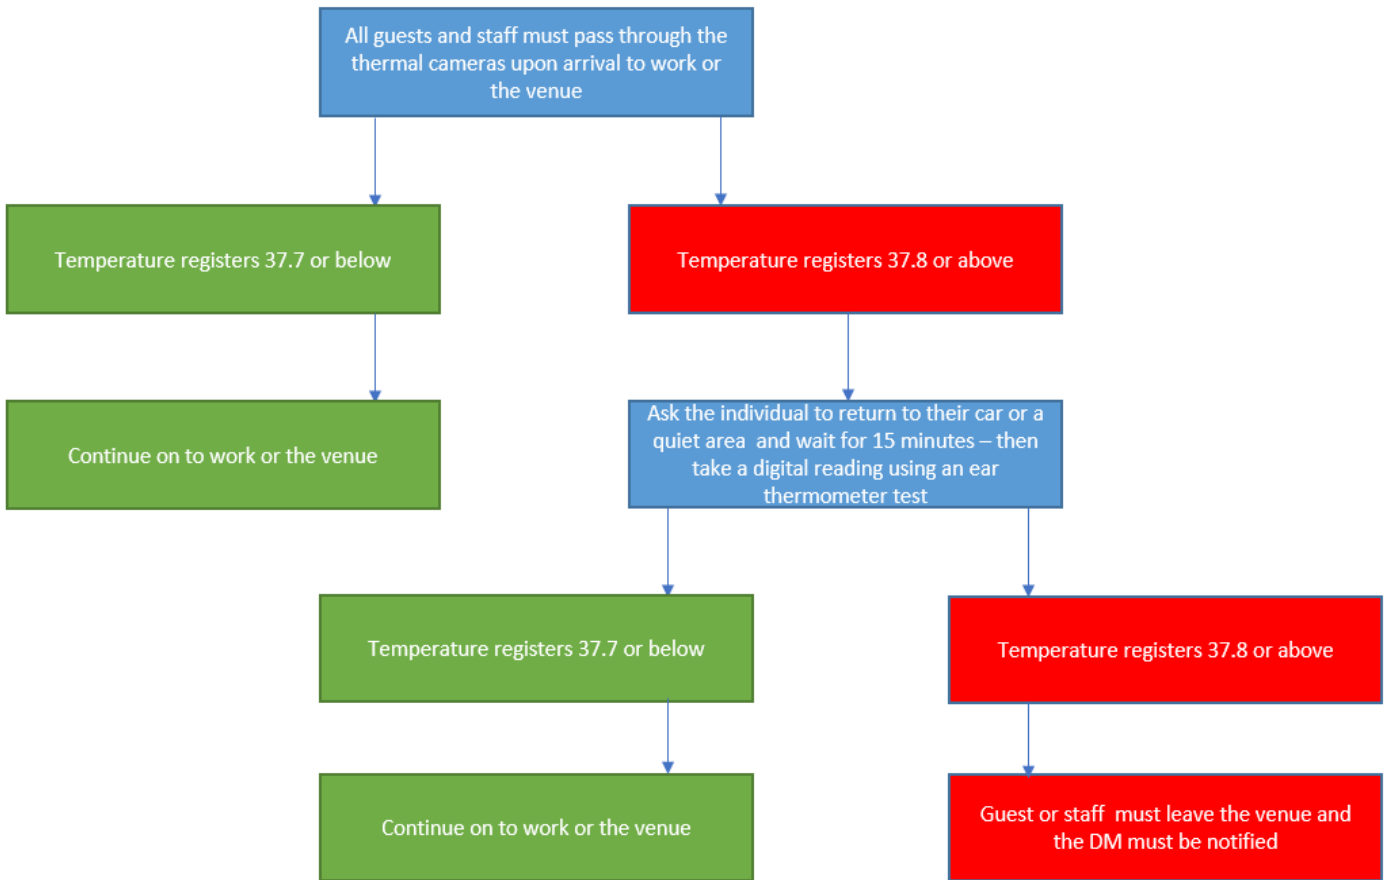 All guests and staff must pass through the
thermal cameras upon arrival to work or
the venue
Temperature registers 37.7 or below
Temperature registers 37.8 or above
Continue on to work or the venue
Ask the individual to return to their car or a
quiet area  and wait for 15 minutes – then
take a digital reading using an ear
thermometer test
Temperature registers 37.7 or below
Temperature registers 37.8 or above
Continue on to work or the venue
Guest or staff  must leave the venue and
the DM must be notified